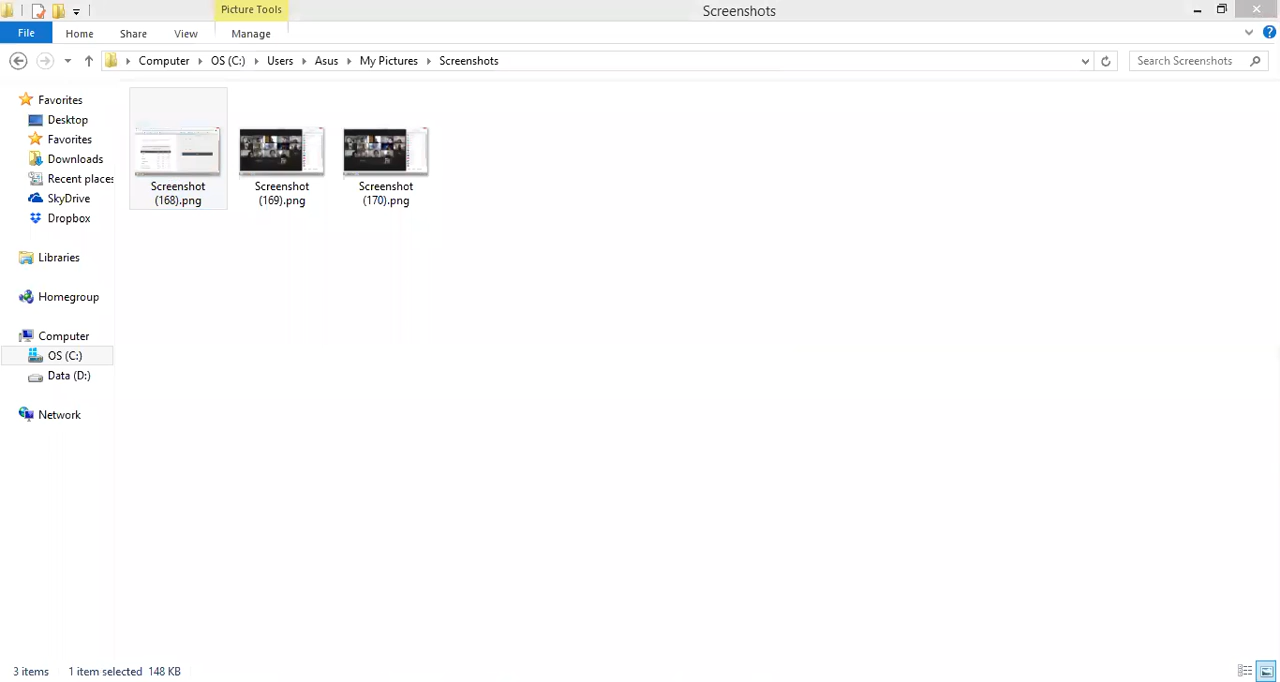 Picture Tools
Screenshots
File
Home
Share
View
Manage
Computer
OS (C:)
Users
Asus
My Pictures
Screenshots
Search Screenshots
Favorites
Desktop
Favorites
Downloads
Recent places
SkyDrive
Dropbox
Libraries
Homegroup
Computer
OS (C:)
Data (D:)
Network
Screenshot
(168).png
Screenshot
(169).png
Screenshot
(170).png
3 items
1 item selected 148 KB